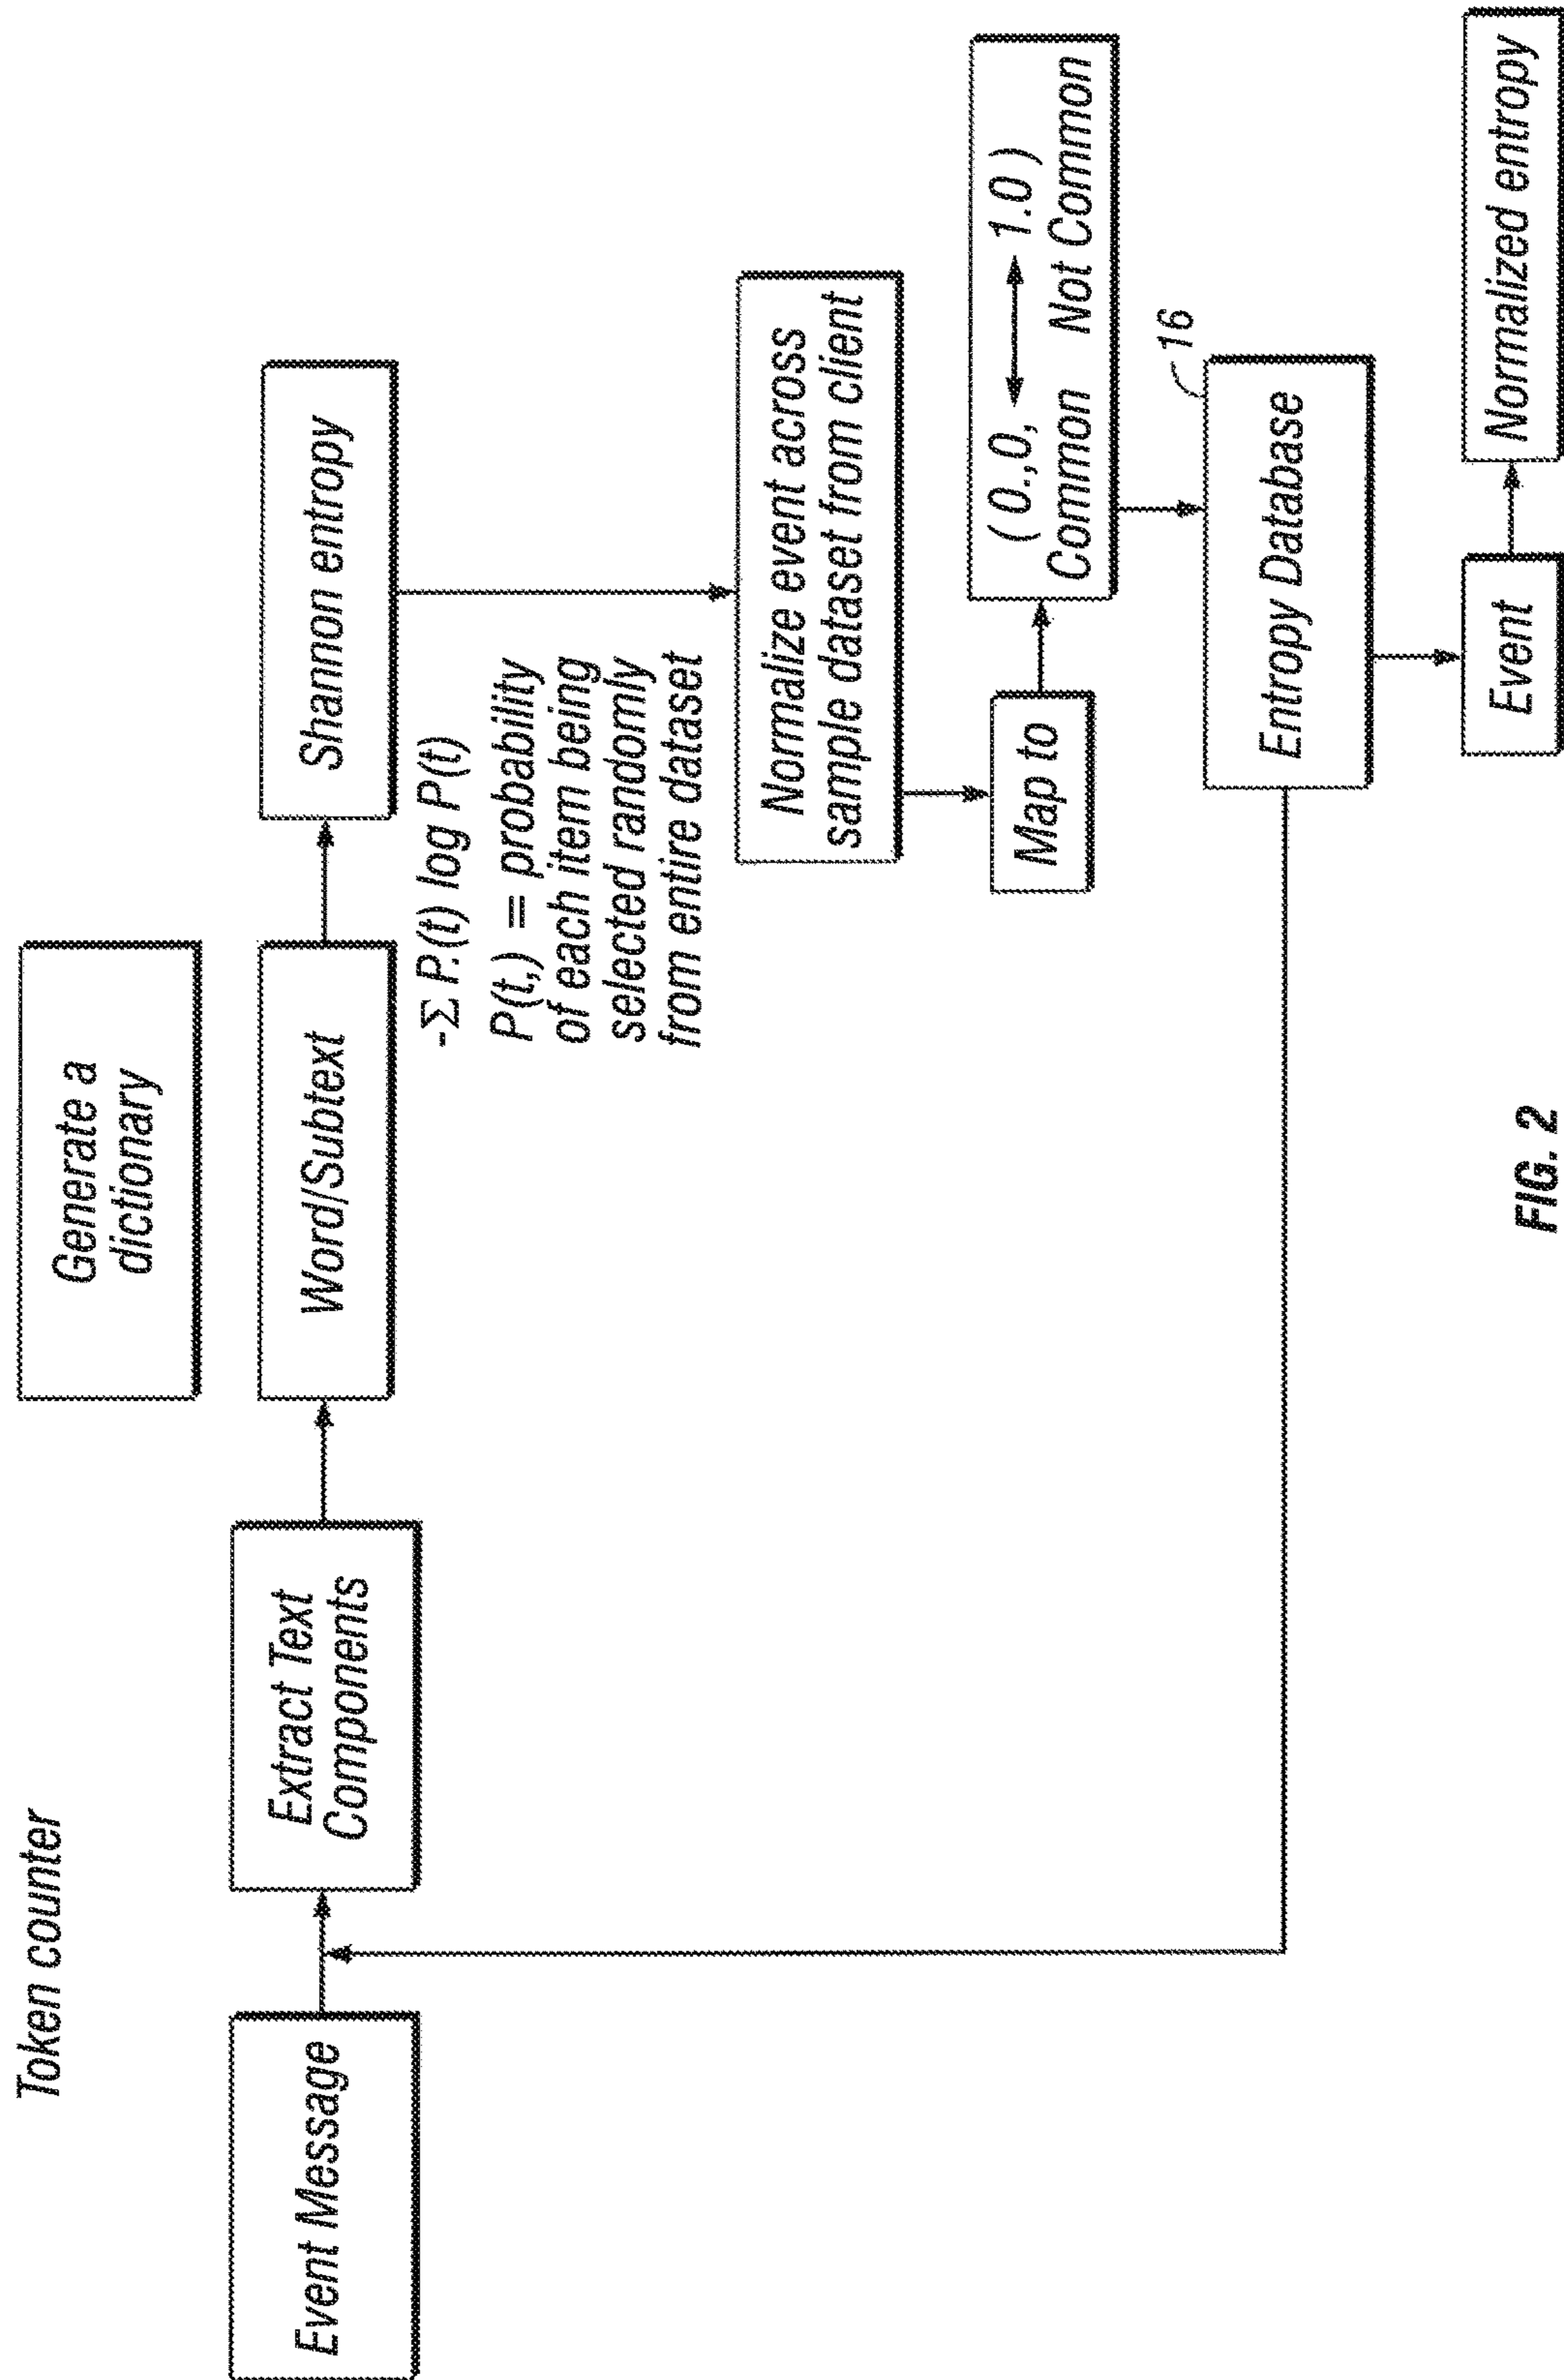 Token counter
Generate a
dictionary
Event Message
Extract Text
Components
Word/Subtext
Shannon entropy
-Σ P.(t) log P(t)
P(t,) = probability
of each item being
selected randomly
from entire dataset
Normalize event across
sample dataset from client
Map to
( 0.,0, 1.0 )
Common Not Common
16
Entropy Database
Event
Normalized entropy
FIG. 2